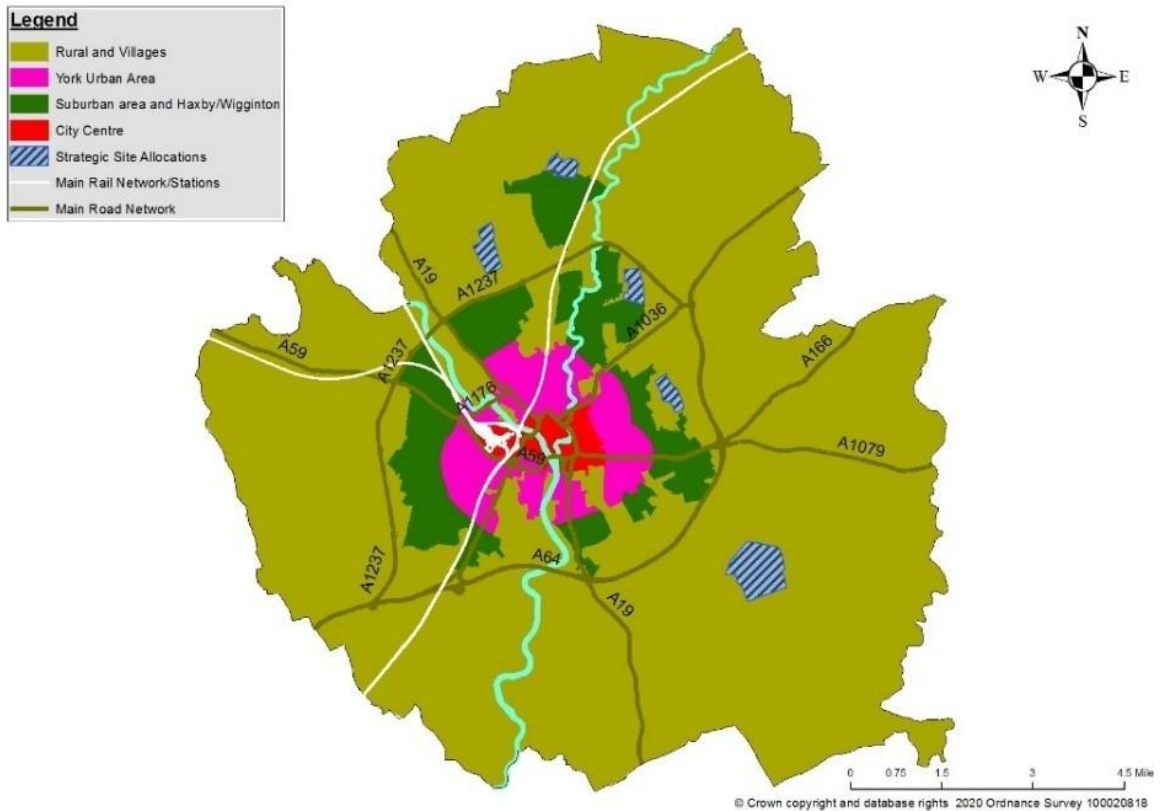 Legend
Rural and Villages
York Urban Area
Suburban area and Haxby/Wigginton
City Centre
Strategic Site Allocations
Main Rail Network/Stations
Main Road Network
N
W
E
S
A19
A1237
A59
A1237
A1036
A166
A1176
A59
A1079
A64
A1237
A19
0 0.75 1.5 3 4.5 Mile
© Crown copyright and database rights 2020 Ordnance Survey 100020818